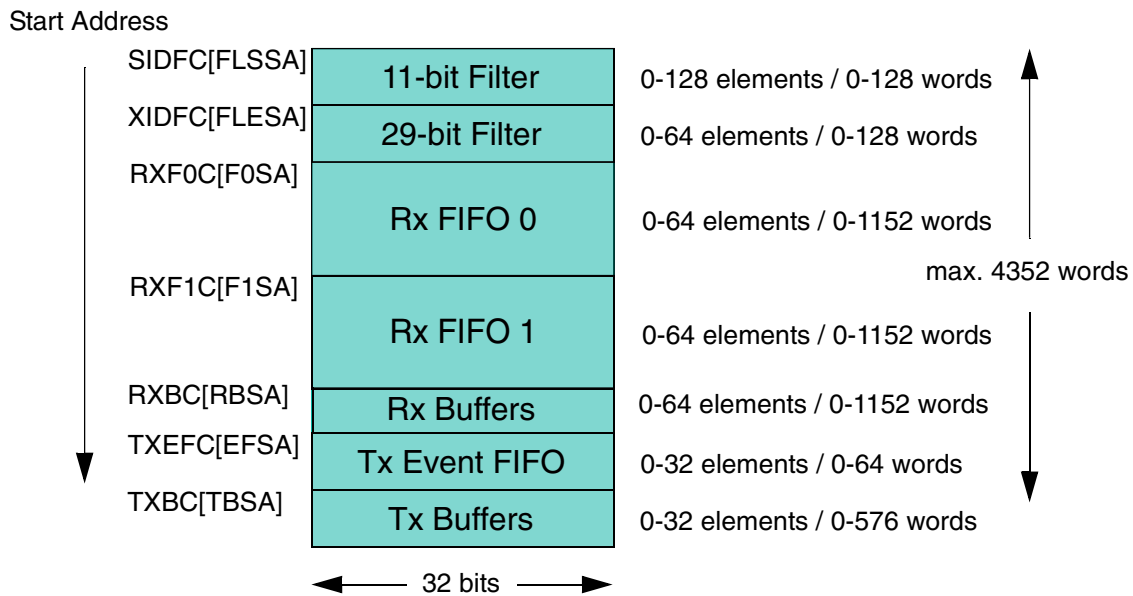 Start Address
SIDFC[FLSSA]
11-bit Filter
0-128 elements / 0-128 words
XIDFC[FLESA]
29-bit Filter
0-64 elements / 0-128 words
RXF0C[F0SA]
Rx FIFO 0
0-64 elements / 0-1152 words
max. 4352 words
RXF1C[F1SA]
Rx FIFO 1
0-64 elements / 0-1152 words
RXBC[RBSA]
Rx Buffers
0-64 elements / 0-1152 words
TXEFC[EFSA]
Tx Event FIFO
0-32 elements / 0-64 words
TXBC[TBSA]
Tx Buffers
0-32 elements / 0-576 words
32 bits